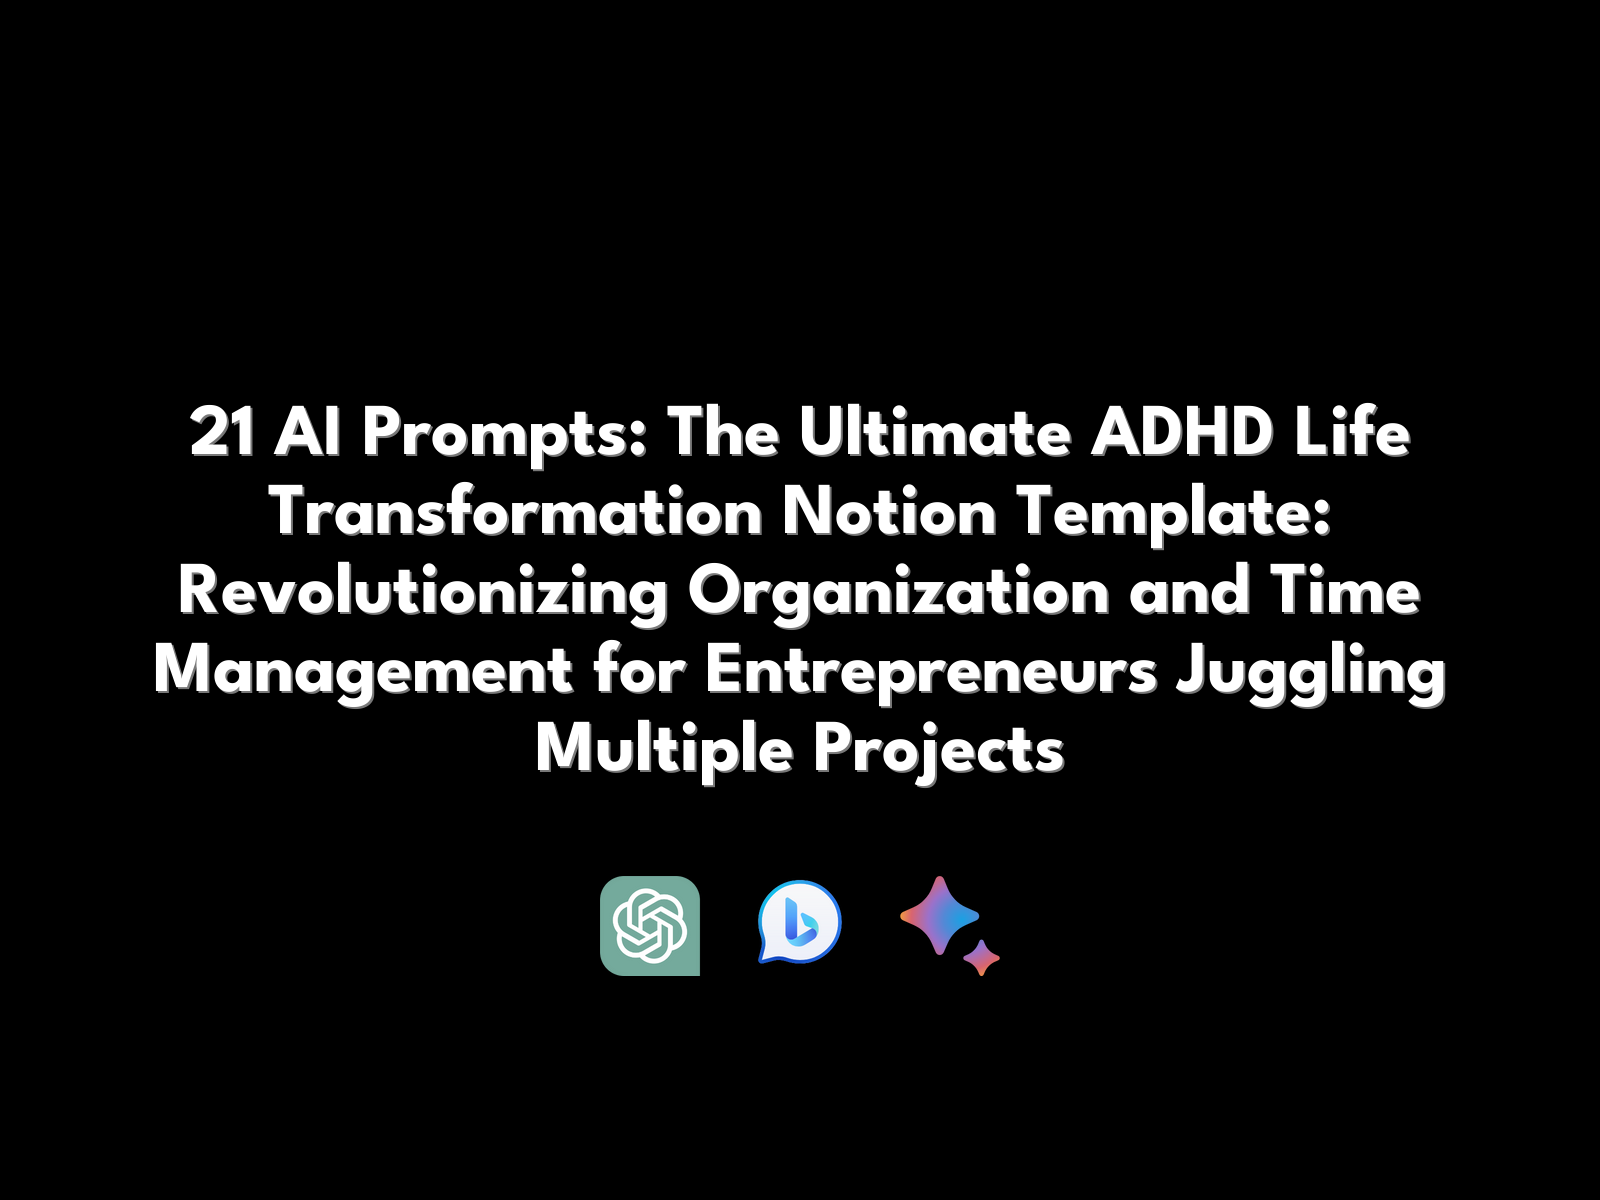 21 AI Prompts: The Ultimate ADHD Life
Transformation Notion Template:
Revolutionizing Organization and Time
Management for Entrepreneurs Juggling
Multiple Projects